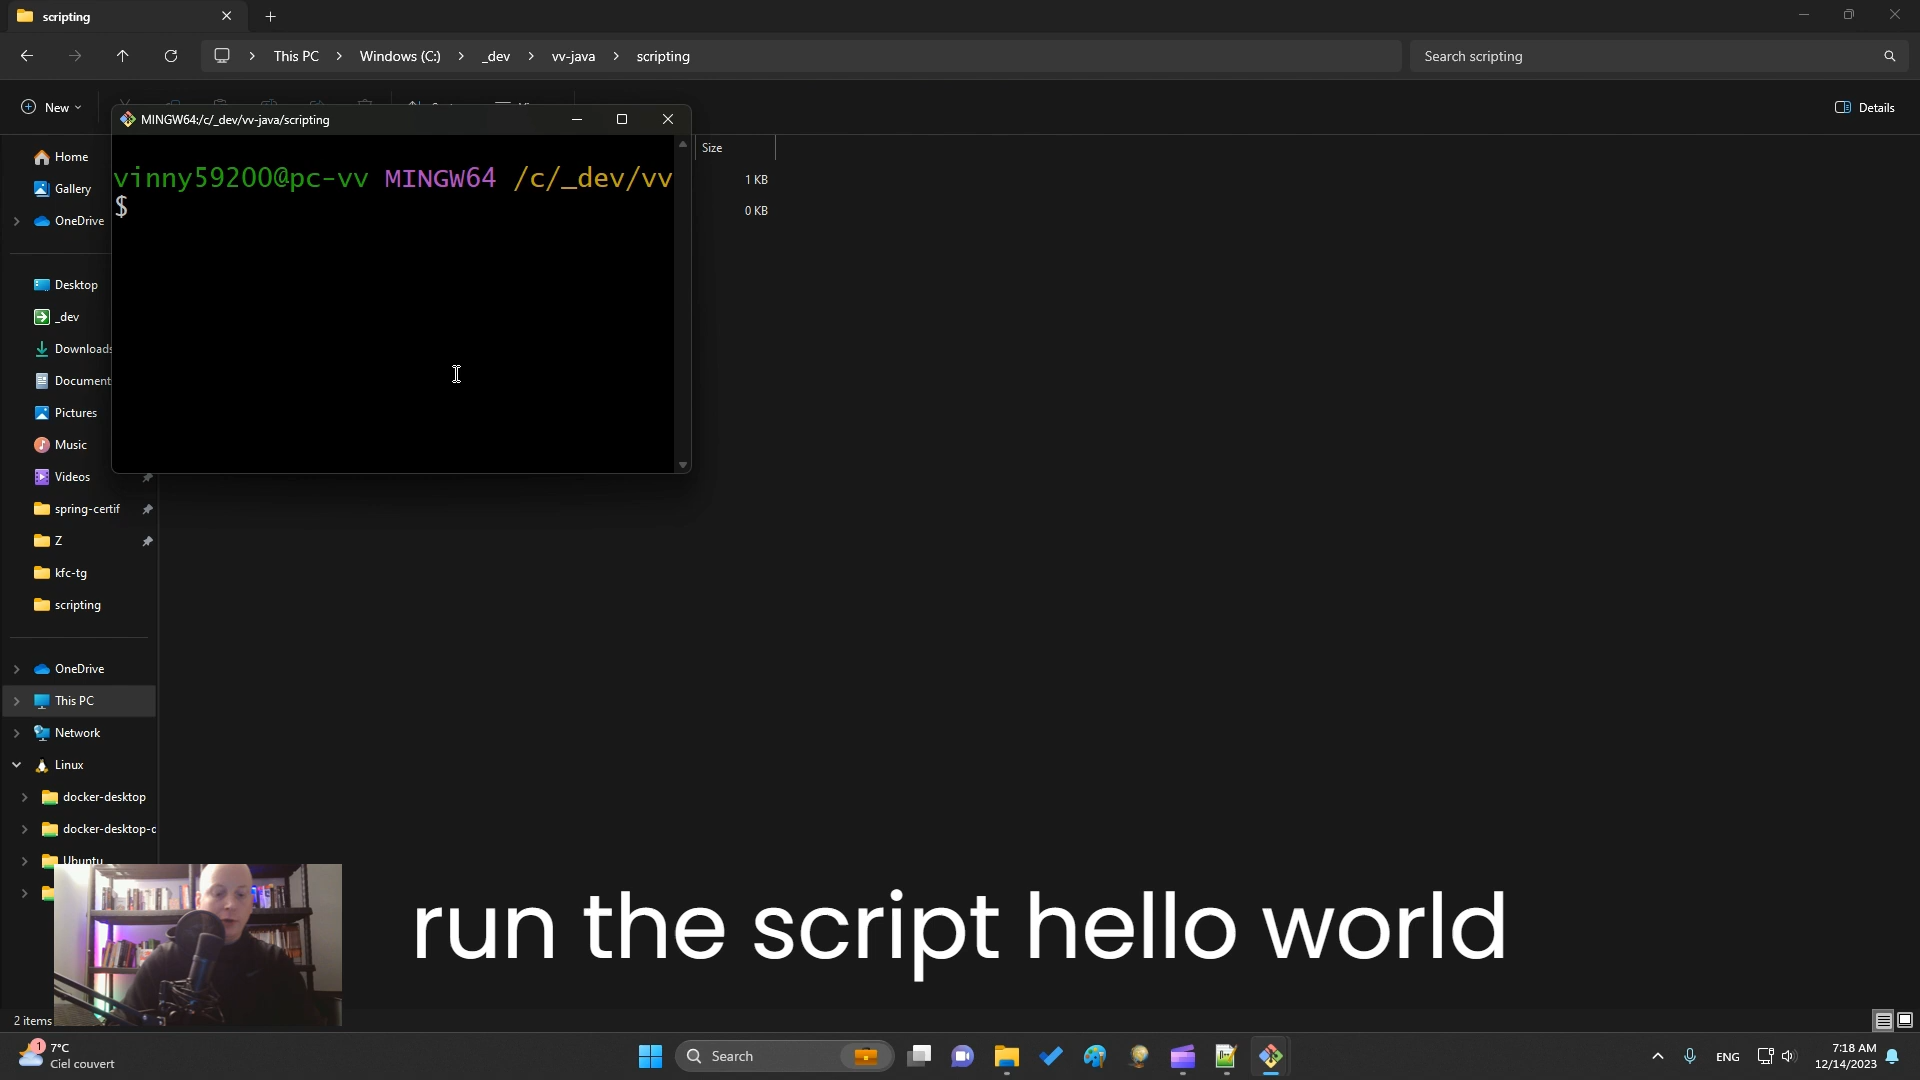 scripting
This PC
Windows (C:)
_dev
vv-java
scripting
Search scripting
New
Details
MINGW64:/c/_dev/vv-java/scripting
Size
1 KB
0 KB
vinny59200@pc-vv MINGW64 /c/_dev/vv
$
Home
Gallery
OneDrive
Desktop
_dev
Downloads
Document
Pictures
Music
Videos
spring-certif
Z
kfc-tg
scripting
OneDrive
This PC
Network
Linux
docker-desktop
docker-desktop-d
Ubuntu
run the script hello world
2 items
1
7°C
Ciel couvert
Search
ENG
7:18 AM
12/14/2023